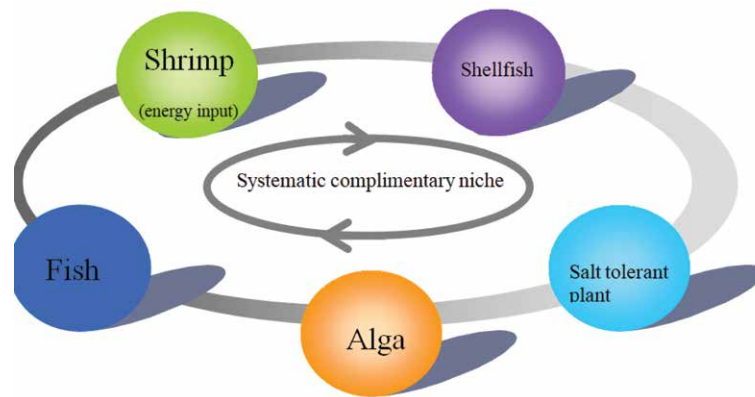 Shrimp
(energy input)
Shellfish
Systematic complimentary niche
Fish
Salt tolerant
plant
Alga